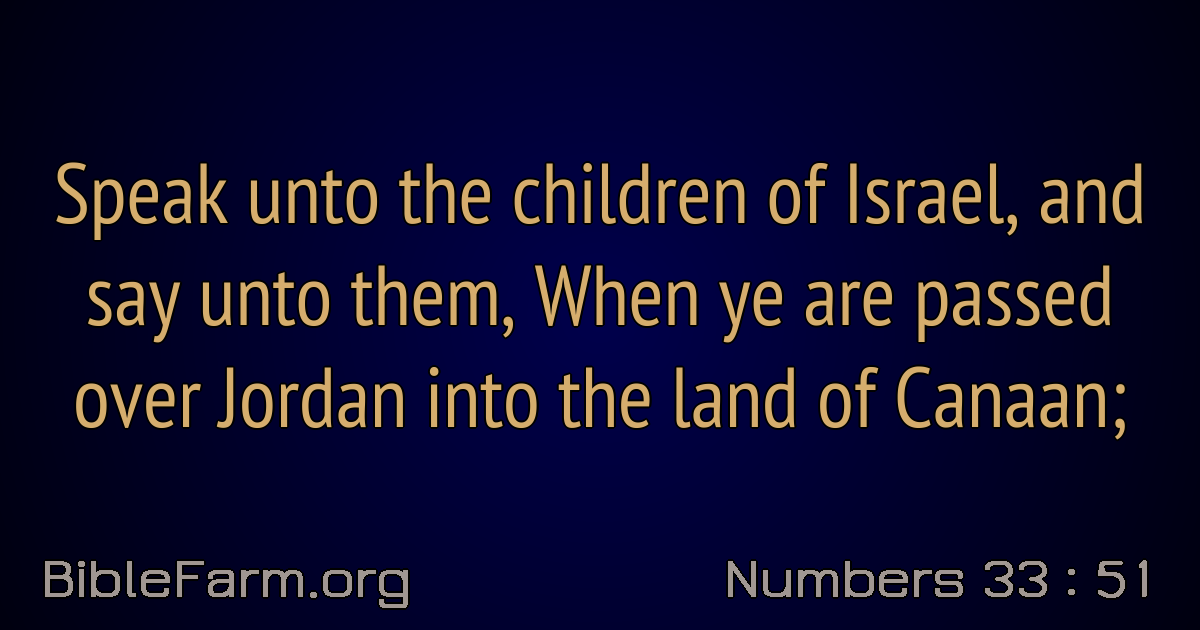 Speak unto the children of Israel, and
say unto them, When ye are passed
over Jordan into the land of Canaan;
BibleFarm.org
Numbers 33 : 51